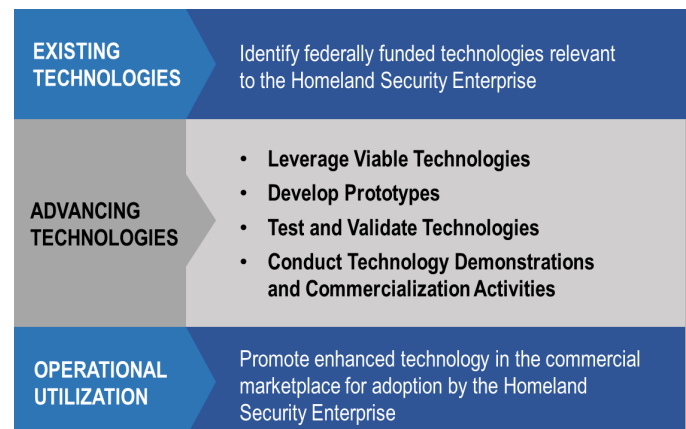 EXISTING
TECHNOLOGIES
Identify federally funded technologies relevant
to the Homeland Security Enterprise
ADVANCING
TECHNOLOGIES
• Leverage Viable Technologies
• Develop Prototypes
• Test and Validate Technologies
• Conduct Technology Demonstrations
and Commercialization Activities
OPERATIONAL
UTILIZATION
Promote enhanced technology in the commercial
marketplace for adoption by the Homeland
Security Enterprise